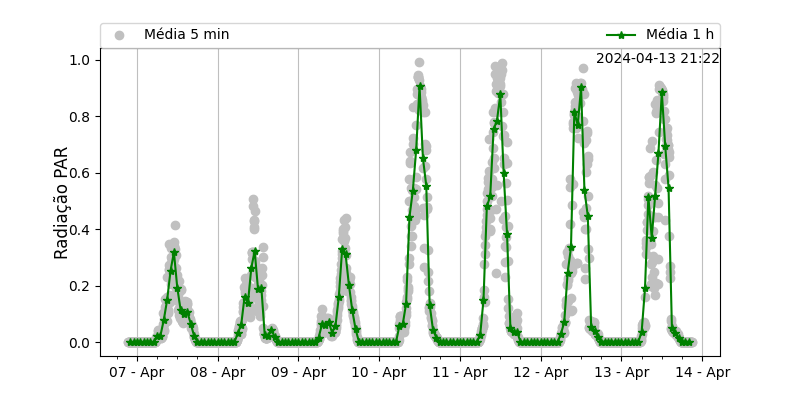 Média 5 min
Média 1 h
2024-04-13 21:22
Radiação PAR
1.0
0.8
0.6
0.4
0.2
0.0
07 - Apr
08 - Apr
09 - Apr
10 - Apr
11 - Apr
12 - Apr
13 - Apr
14 - Apr